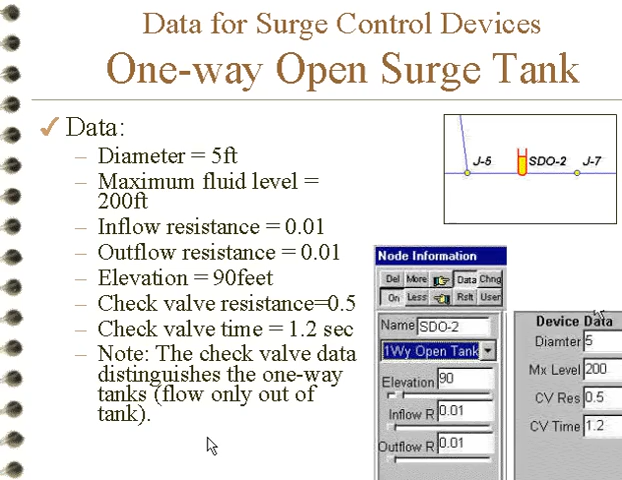 Data for Surge Control Devices
One-way Open Surge Tank
✓ Data:
– Diameter = 5ft
– Maximum fluid level =
200ft
– Inflow resistance = 0.01
– Outflow resistance = 0.01
– Elevation = 90feet
– Check valve resistance=0.5
– Check valve time = 1.2 sec
– Note: The check valve data
distinguishes the one-way
tanks (flow only out of
tank).
J-5 SDO-2 J-7
Node Information
Del More Data Chng
On Less Rslt User
Name SDO-2
1Wy Open Tank
Elevation 90
Inflow R 0.01
Outflow R 0.01
Device Data
Diamter 5
Mx Level 200
CV Res 0.5
CV Time 1.2